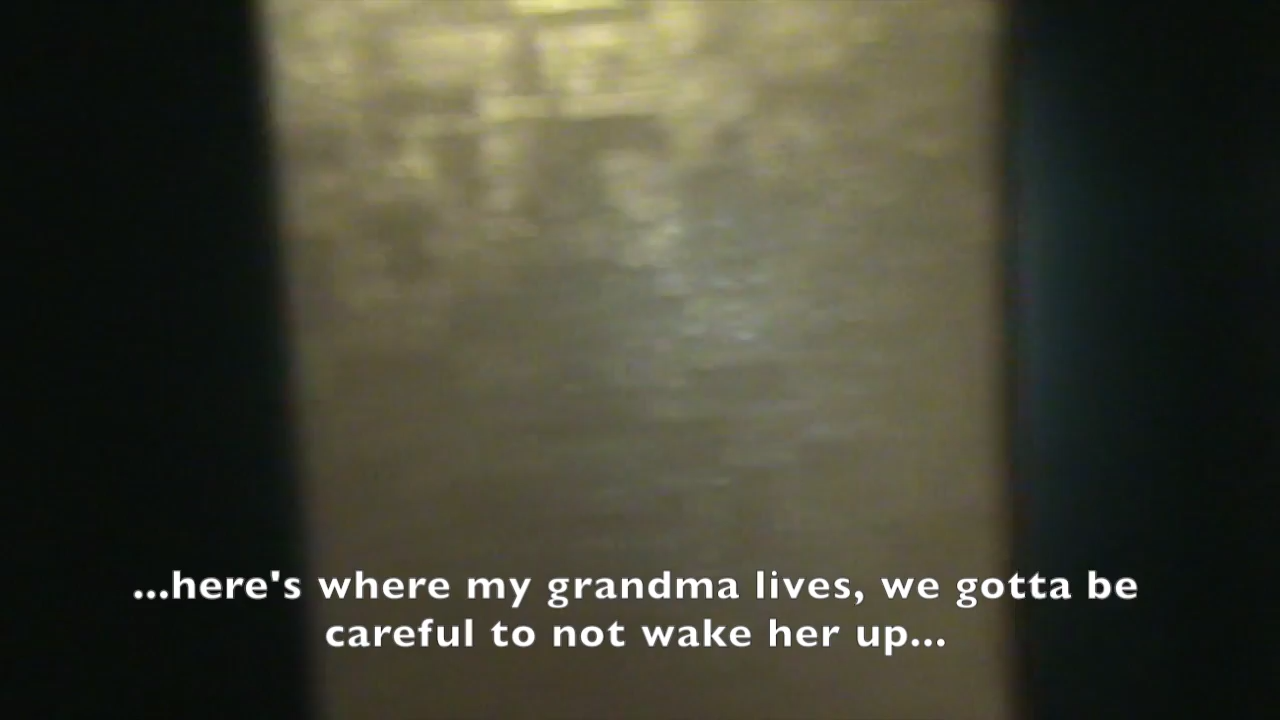 ...here's where my grandma lives, we gotta be
careful to not wake her up...